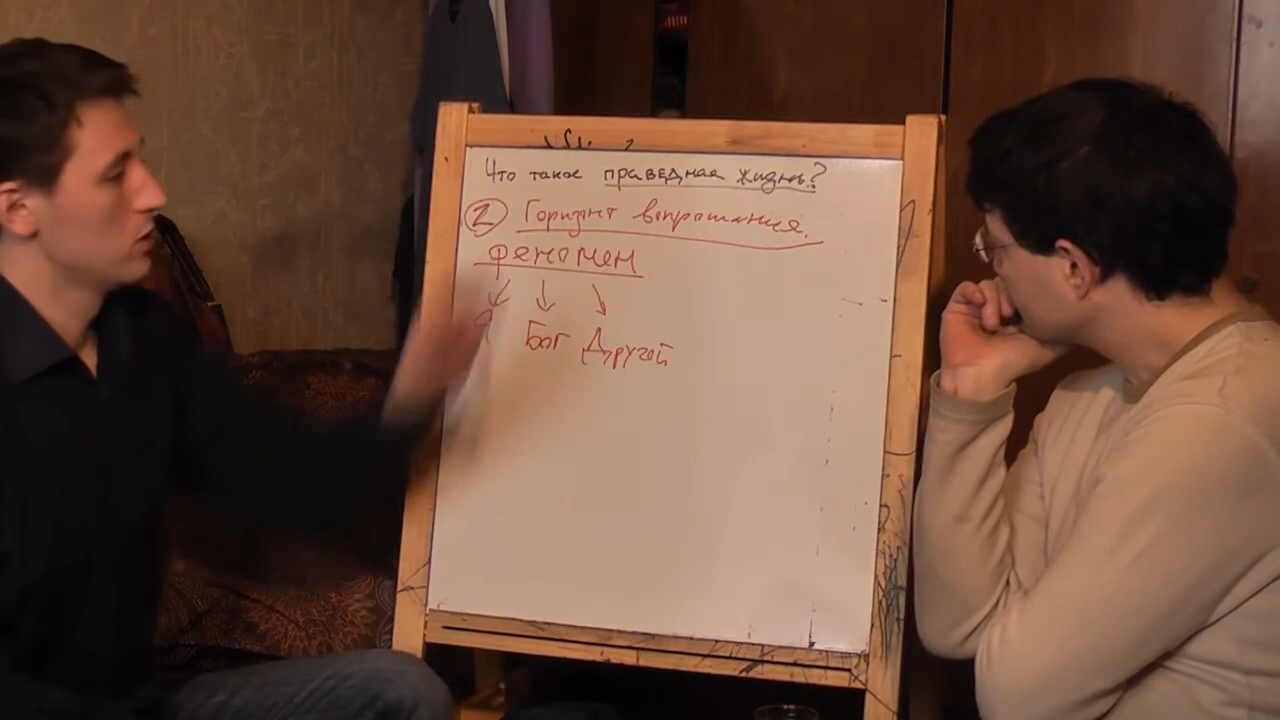 Что такое праведная жизнь?
2 Горизонт вопрошания.
феномен
Я Бог Другой